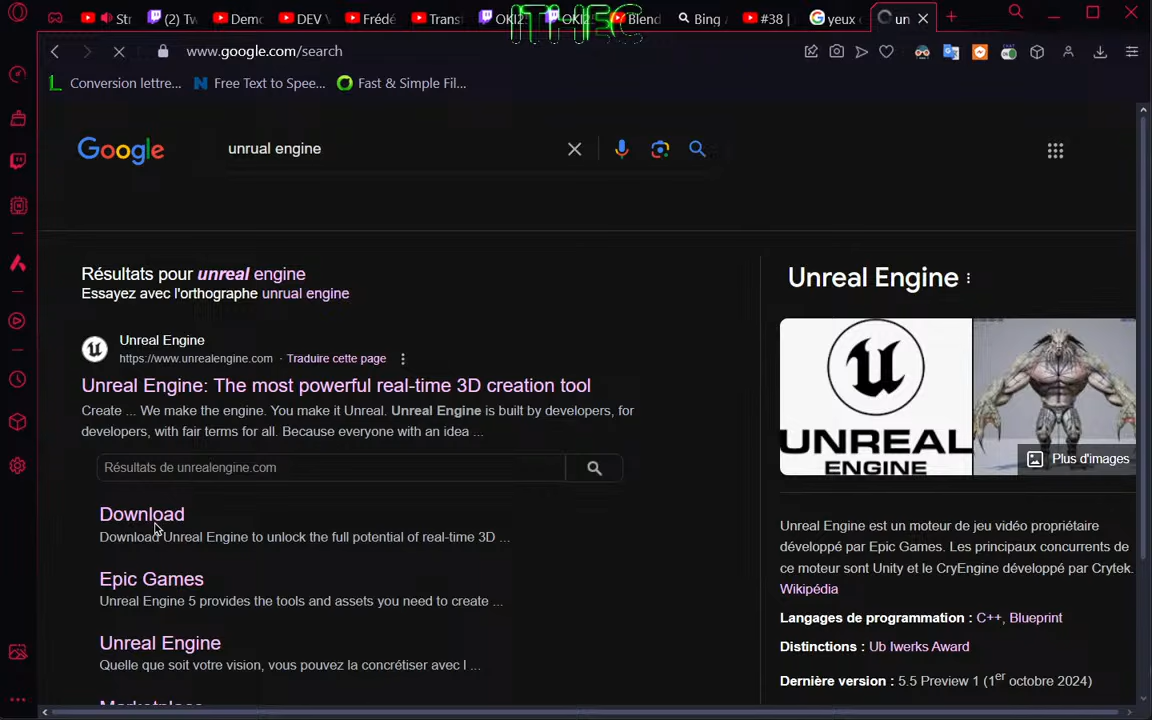 Str
(2) Tw
Demo
DEV
Frédé
Trans
OKI2
OKI2
Blend
Bing
#38 |
yeux
un
ITHEC
www.google.com/search
Conversion lettre...
Free Text to Spee...
Fast & Simple Fil...
Google
unrual engine
Résultats pour unreal engine
Essayez avec l'orthographe unrual engine
Unreal Engine
https://www.unrealengine.com · Traduire cette page
Unreal Engine: The most powerful real-time 3D creation tool
Create ... We make the engine. You make it Unreal. Unreal Engine is built by developers, for
developers, with fair terms for all. Because everyone with an idea ...
Résultats de unrealengine.com
Download
Download Unreal Engine to unlock the full potential of real-time 3D ...
Epic Games
Unreal Engine 5 provides the tools and assets you need to create ...
Unreal Engine
Quelle que soit votre vision, vous pouvez la concrétiser avec l ...
Marketplace
Unreal Engine
UNREAL
ENGINE
Plus d'images
Unreal Engine est un moteur de jeu vidéo propriétaire
développé par Epic Games. Les principaux concurrents de
ce moteur sont Unity et le CryEngine développé par Crytek.
Wikipédia
Langages de programmation : C++, Blueprint
Distinctions : Ub Iwerks Award
Dernière version : 5.5 Preview 1 (1er octobre 2024)